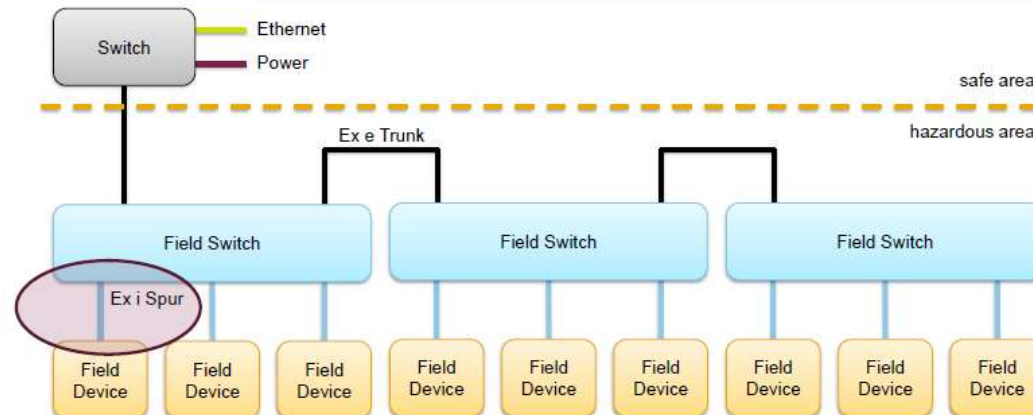 Ethernet
Switch
Power
safe area
hazardous area
Ex e Trunk
Field Switch
Field Switch
Field Switch
Ex i Spur
Field
Device
Field
Device
Field
Device
Field
Device
Field
Device
Field
Device
Field
Device
Field
Device
Field
Device